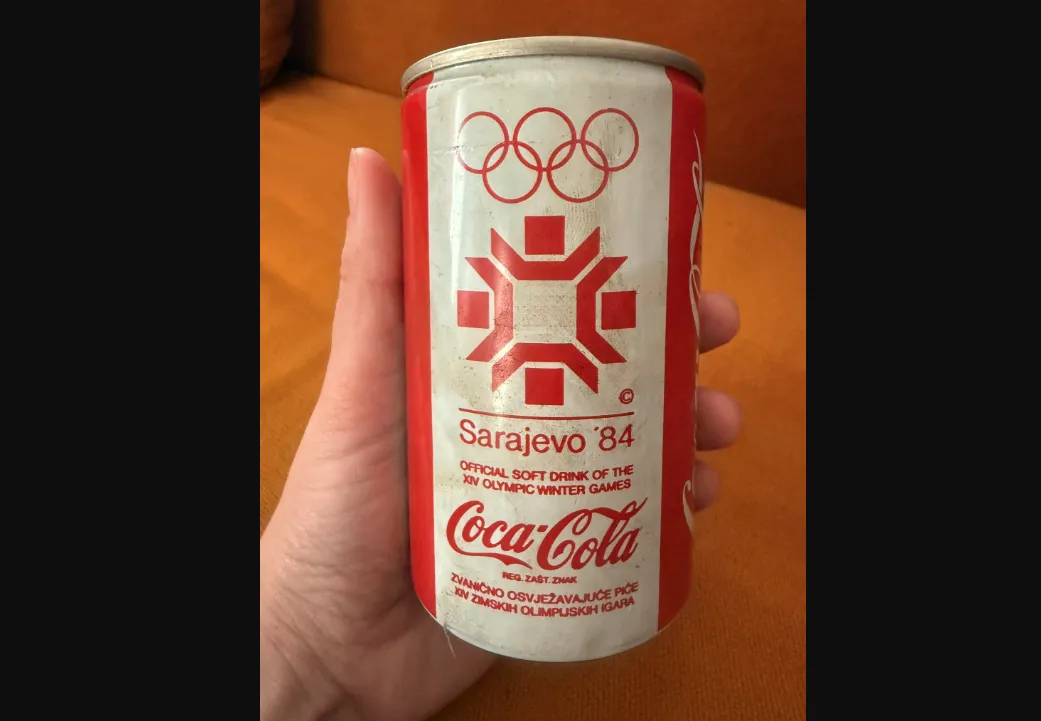 ©
Sarajevo ´84
OFFICIAL SOFT DRINK OF THE
XIV OLYMPIC WINTER GAMES
Coca-Cola
REG. ZAŠT. ZNAK
ZVANIČNO OSVJEŽAVAJUĆE PIĆE
XIV ZIMSKIH OLIMPIJSKIH IGARA